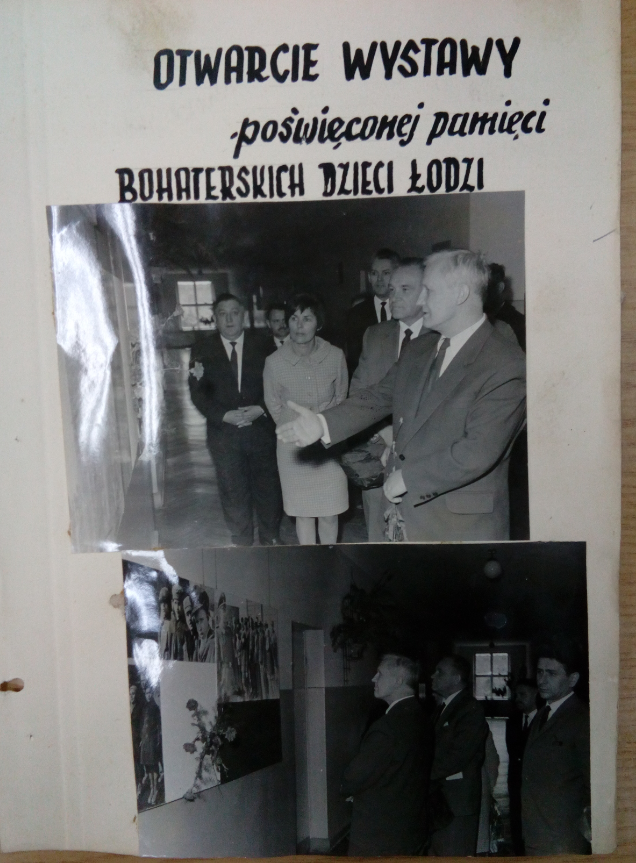 OTWARCIE WYSTAWY
poświęconej pamięci
BOHATERSKICH DZIECI ŁODZI